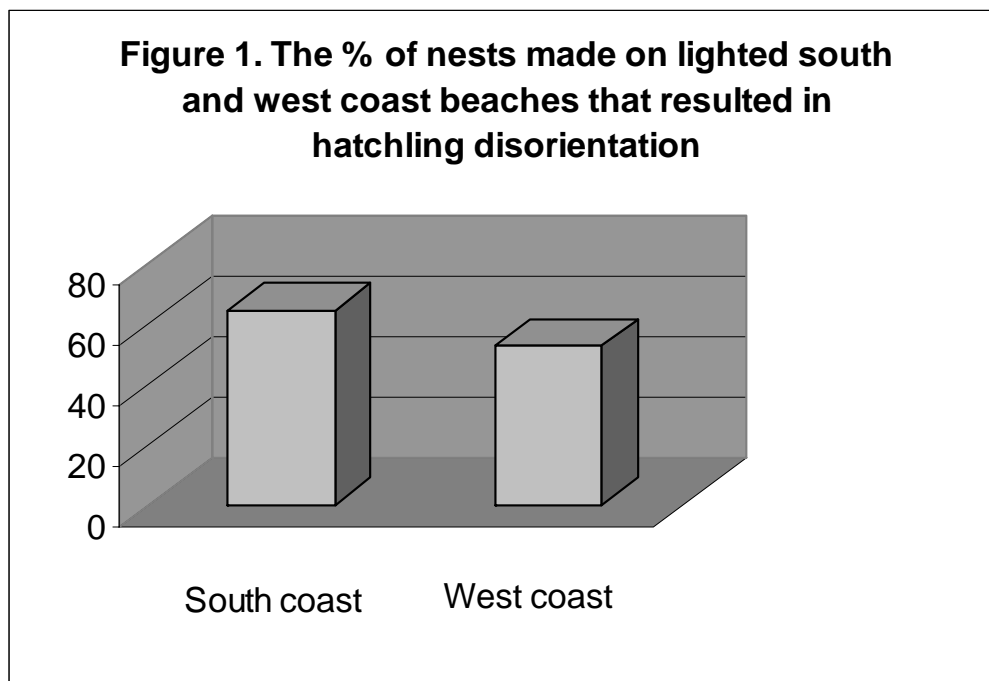 Figure 1. The % of nests made on lighted south
and west coast beaches that resulted in
hatchling disorientation
80
60
40
20
0
South coast
West coast